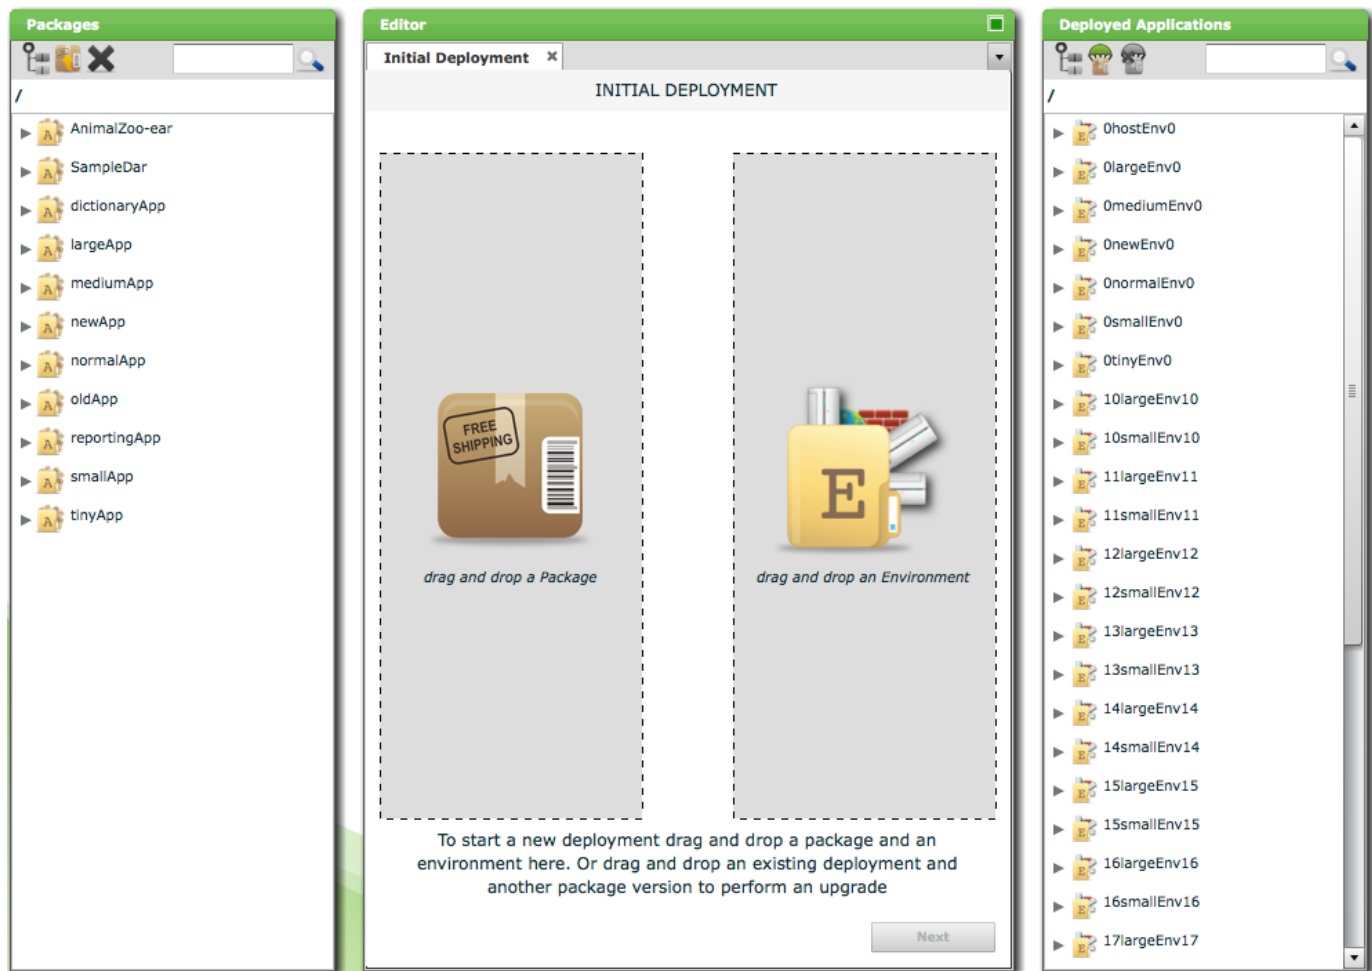 Packages
/
AnimalZoo-ear
SampleDar
dictionaryApp
largeApp
mediumApp
newApp
normalApp
oldApp
reportingApp
smallApp
tinyApp
Editor
Initial Deployment
INITIAL DEPLOYMENT
FREE
SHIPPING
E
drag and drop a Package
drag and drop an Environment
To start a new deployment drag and drop a package and an
environment here. Or drag and drop an existing deployment and
another package version to perform an upgrade
Next
Deployed Applications
/
0hostEnv0
0largeEnv0
0mediumEnv0
0newEnv0
0normalEnv0
0smallEnv0
0tinyEnv0
10largeEnv10
10smallEnv10
11largeEnv11
11smallEnv11
12largeEnv12
12smallEnv12
13largeEnv13
13smallEnv13
14largeEnv14
14smallEnv14
15largeEnv15
15smallEnv15
16largeEnv16
16smallEnv16
17largeEnv17